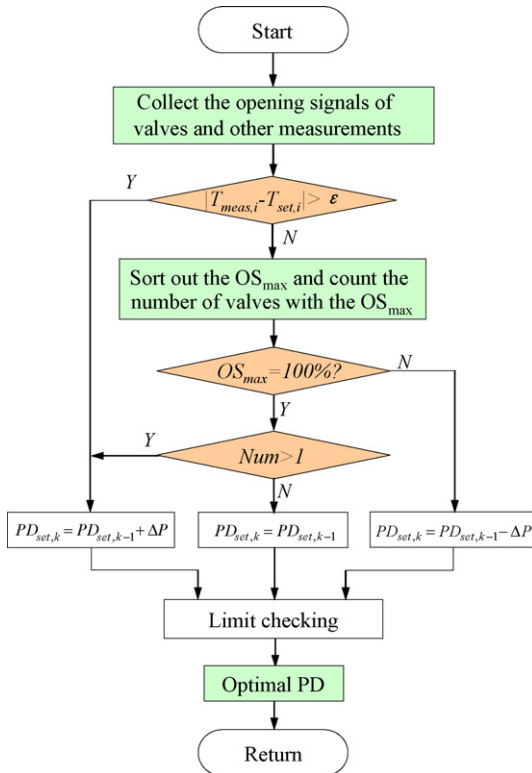 Start
Collect the opening signals of
valves and other measurements
Y
|T_meas,i-T_set,i|> ε
N
Sort out the OS_max and count the
number of valves with the OS_max
OS_max=100%?
N
Y
Y
Num>1
N
PD_set,k = PD_set,k-1 + ΔP
PD_set,k = PD_set,k-1
PD_set,k = PD_set,k-1 - ΔP
Limit checking
Optimal PD
Return